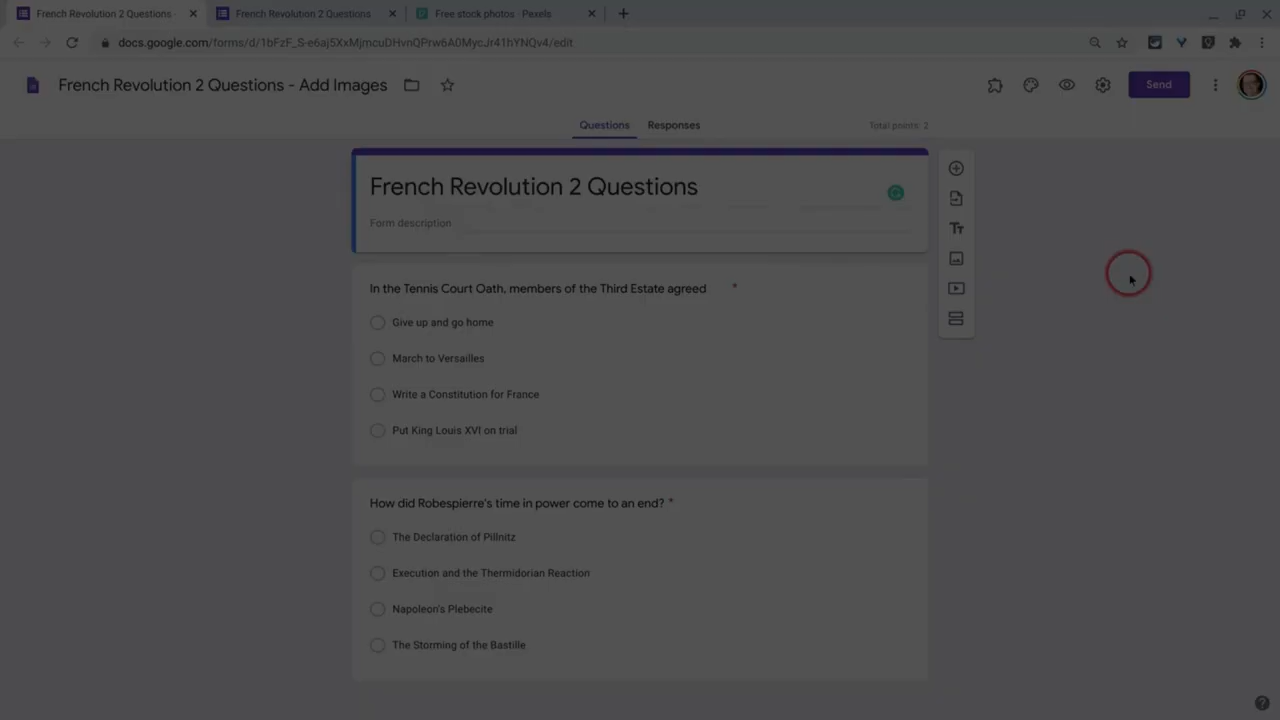 French Revolution 2 Questions
French Revolution 2 Questions
Free stock photos · Pexels
docs.google.com/forms/d/1bFzF_S-e6aj5XxMjmcuDHvnQPrw6A0MycJr41hYNQv4/edit
French Revolution 2 Questions - Add Images
Send
Questions
Responses
Total points: 2
French Revolution 2 Questions
Form description
In the Tennis Court Oath, members of the Third Estate agreed *
Give up and go home
March to Versailles
Write a Constitution for France
Put King Louis XVI on trial
How did Robespierre's time in power come to an end? *
The Declaration of Pillnitz
Execution and the Thermidorian Reaction
Napoleon's Plebecite
The Storming of the Bastille